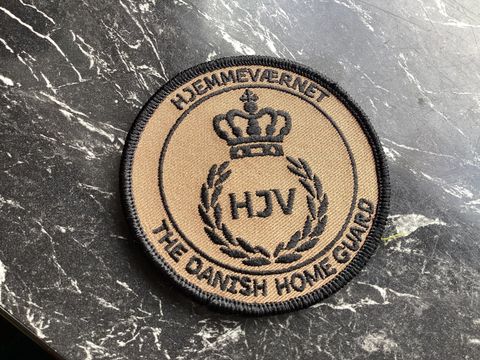 HJEMMEVÆRNET
HJV
THE DANISH HOME GUARD